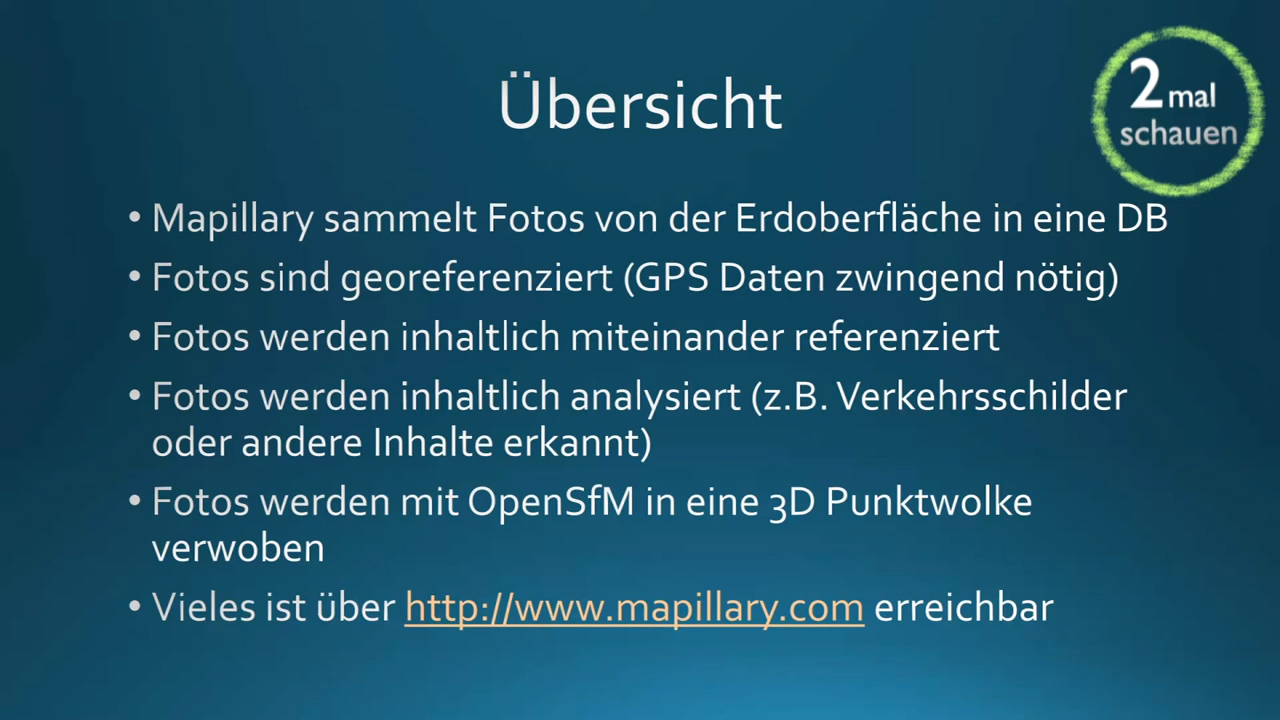 Übersicht
2 mal
schauen
• Mapillary sammelt Fotos von der Erdoberfläche in eine DB
• Fotos sind georeferenziert (GPS Daten zwingend nötig)
• Fotos werden inhaltlich miteinander referenziert
• Fotos werden inhaltlich analysiert (z.B. Verkehrsschilder
oder andere Inhalte erkannt)
• Fotos werden mit OpenSfM in eine 3D Punktwolke
verwoben
• Vieles ist über http://www.mapillary.com erreichbar